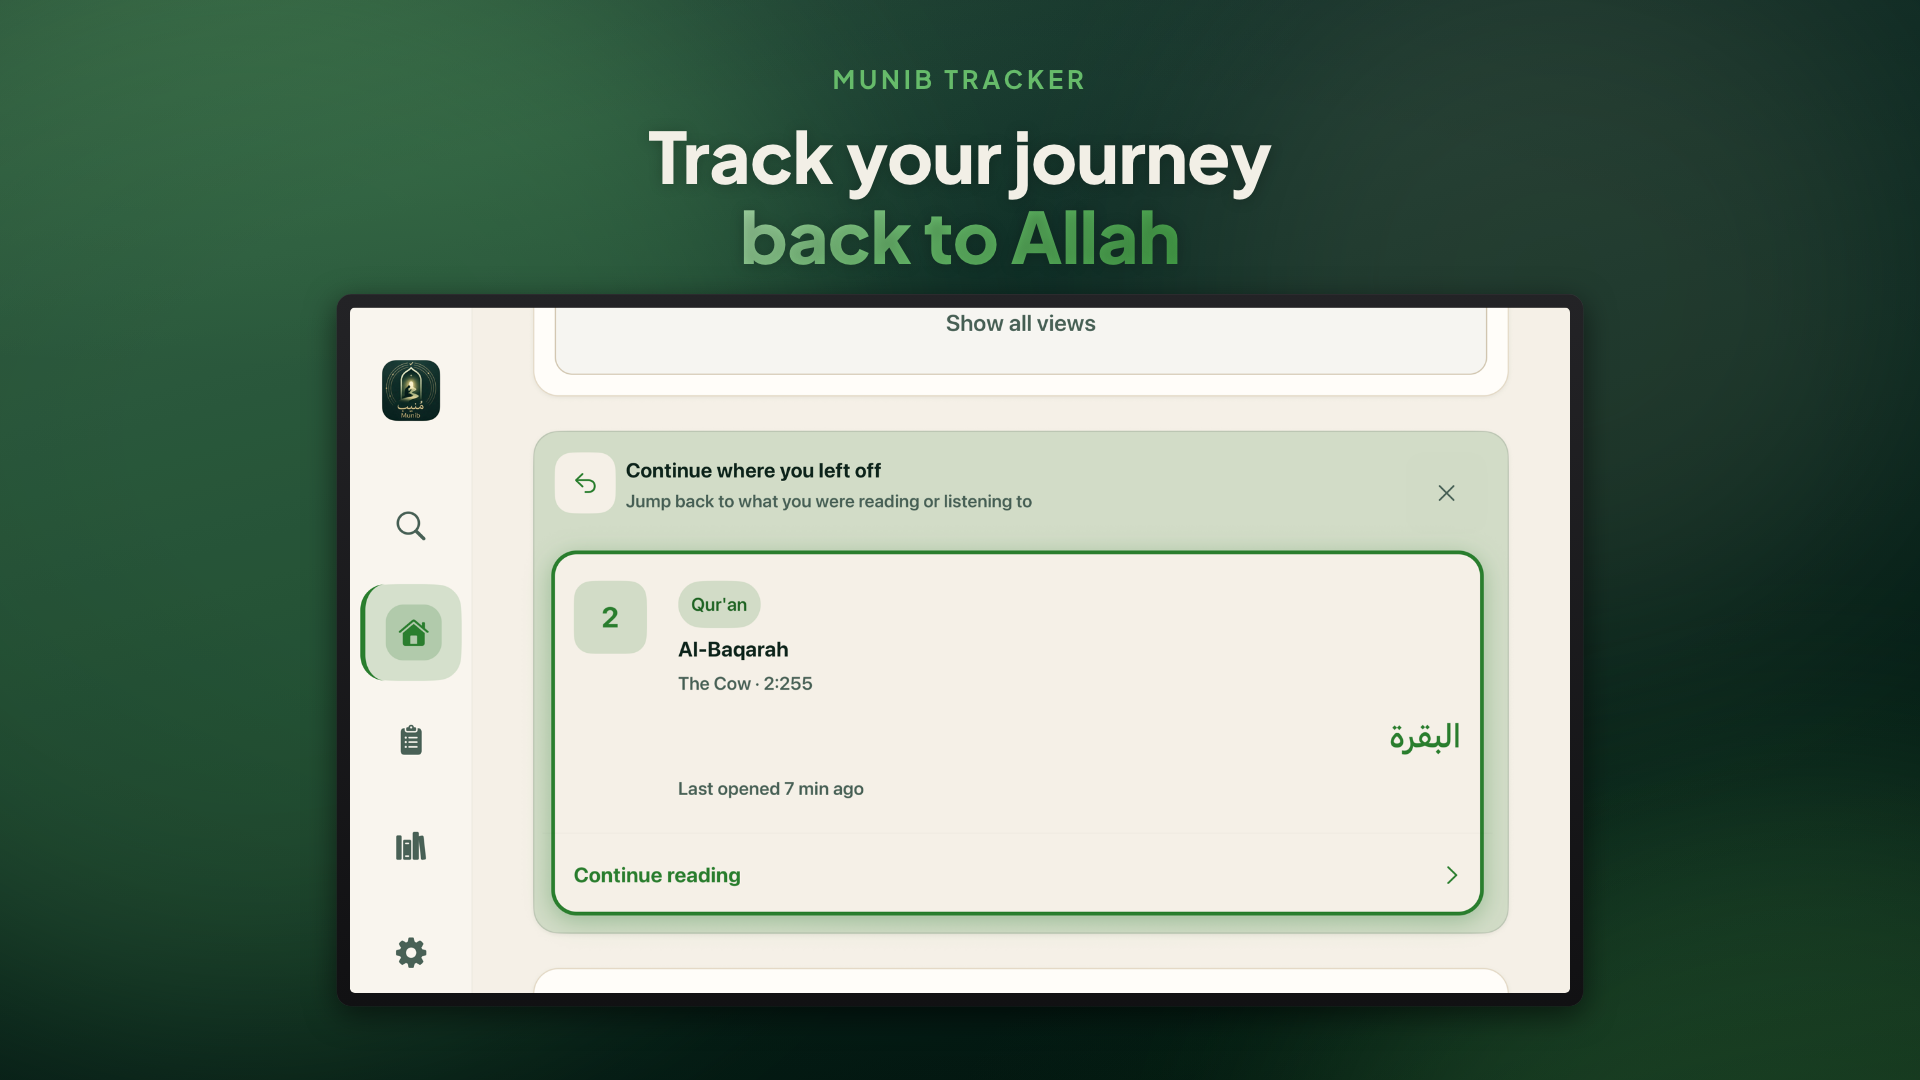 MUNIB TRACKER
Track your journey
back to Allah
Show all views
مُنيب
Munib
Continue where you left off
Jump back to what you were reading or listening to
2
Qur'an
Al-Baqarah
The Cow · 2:255
البقرة
Last opened 7 min ago
Continue reading